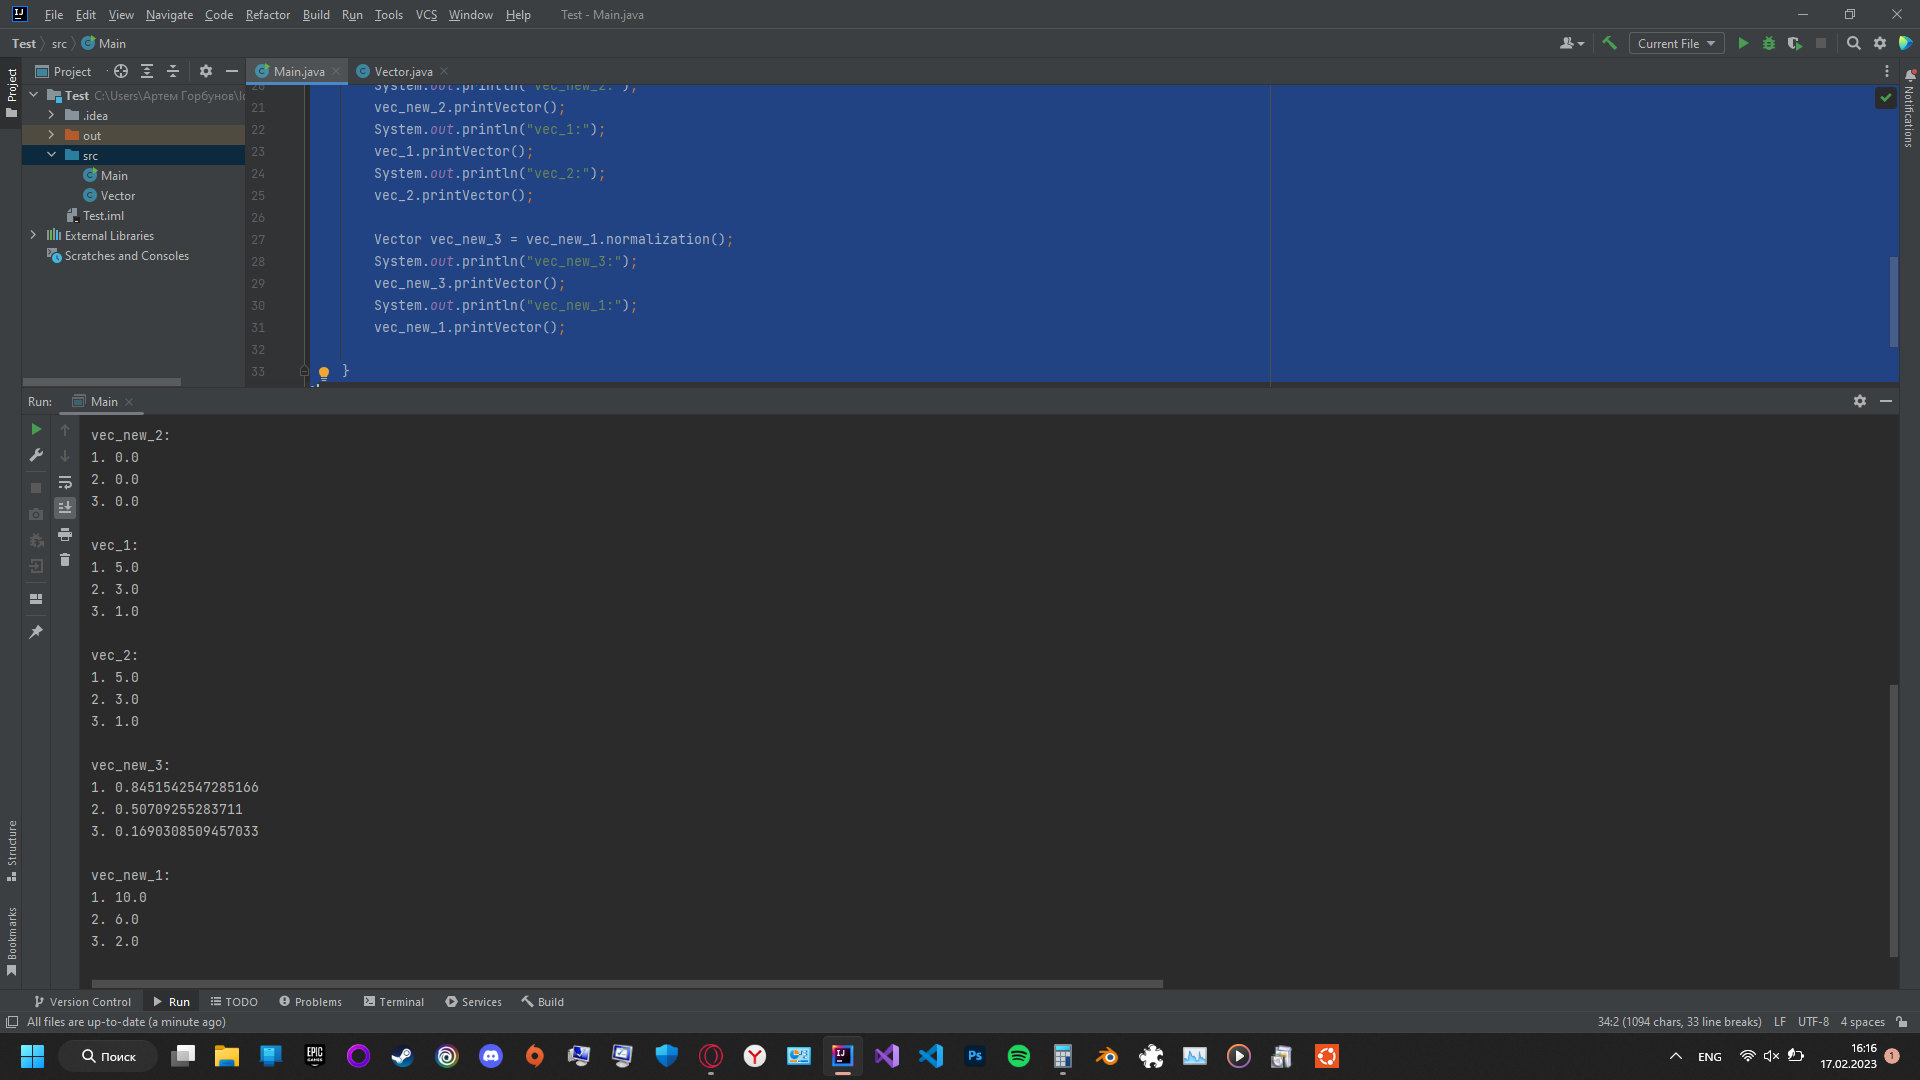 File Edit View Navigate Code Refactor Build Run Tools VCS Window Help Test - Main.java
Test src Main
Current File
Project
Main.java
Vector.java
Test C:\Users\Артем Горбунов\I
.idea
out
src
Main
Vector
Test.iml
External Libraries
Scratches and Consoles
Project
Notifications
20 System.out.println("vec_new_2:");
21 vec_new_2.printVector();
22 System.out.println("vec_1:");
23 vec_1.printVector();
24 System.out.println("vec_2:");
25 vec_2.printVector();
26
27 Vector vec_new_3 = vec_new_1.normalization();
28 System.out.println("vec_new_3:");
29 vec_new_3.printVector();
30 System.out.println("vec_new_1:");
31 vec_new_1.printVector();
32
33 }
Run: Main
vec_new_2:
1. 0.0
2. 0.0
3. 0.0
vec_1:
1. 5.0
2. 3.0
3. 1.0
vec_2:
1. 5.0
2. 3.0
3. 1.0
vec_new_3:
1. 0.8451542547285166
2. 0.50709255283711
3. 0.1690308509457033
vec_new_1:
1. 10.0
2. 6.0
3. 2.0
Structure
Bookmarks
Version Control Run TODO Problems Terminal Services Build
All files are up-to-date (a minute ago)
34:2 (1094 chars, 33 line breaks) LF UTF-8 4 spaces
Поиск
EPIC GAMES
IJ
Ps
ENG
16:16
17.02.2023
1